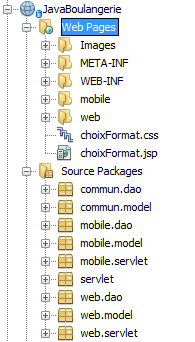 JavaBoulangerie
Web Pages
Images
META-INF
WEB-INF
mobile
web
choixFormat.css
choixFormat.jsp
Source Packages
commun.dao
commun.model
mobile.dao
mobile.model
mobile.servlet
servlet
web.dao
web.model
web.servlet